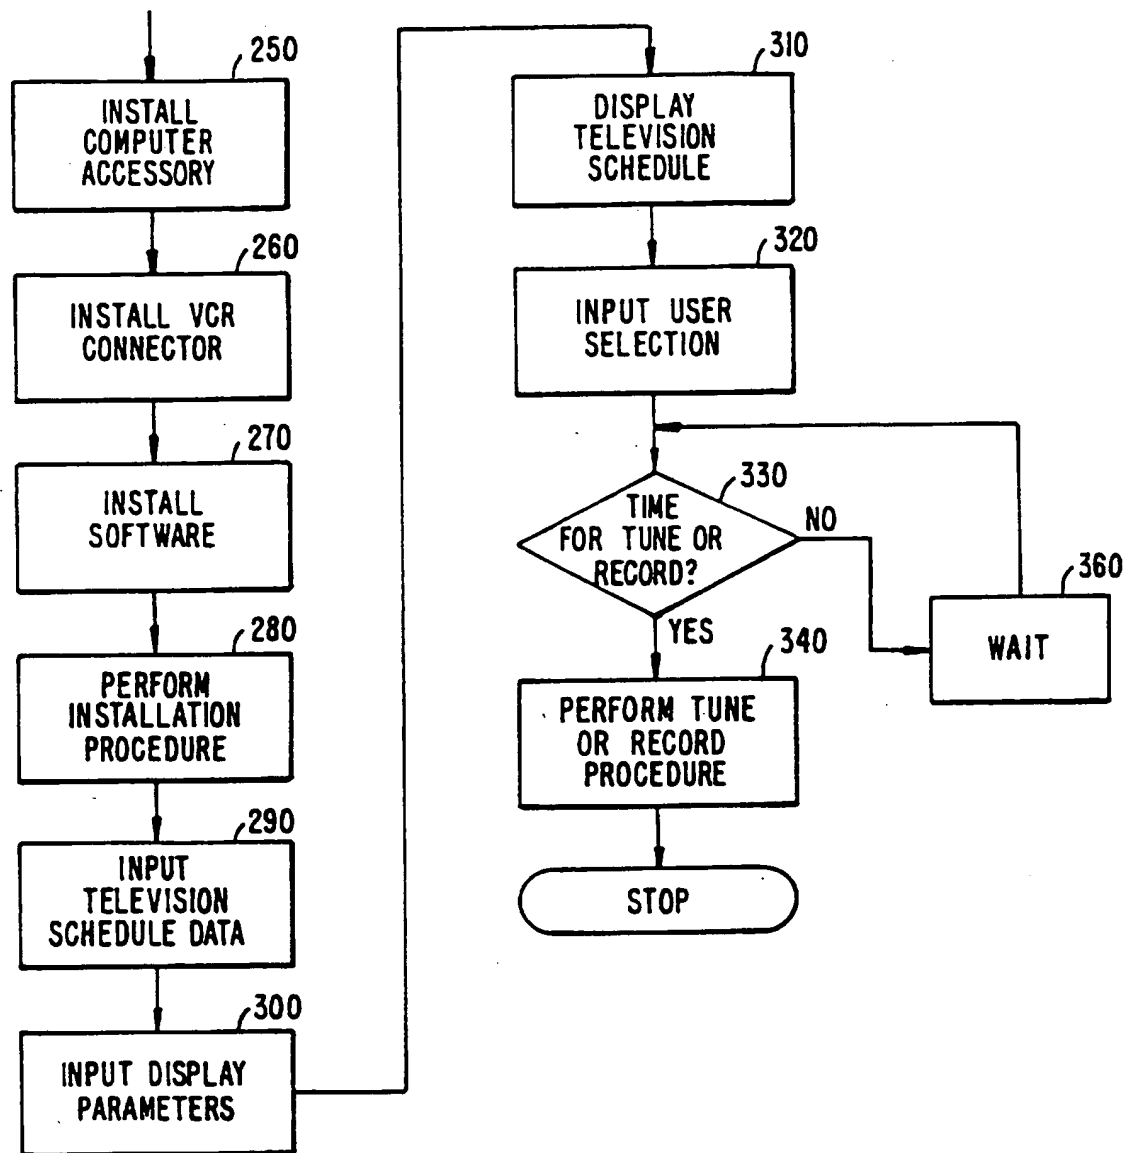 250
INSTALL
COMPUTER
ACCESSORY
260
INSTALL VCR
CONNECTOR
270
INSTALL
SOFTWARE
280
PERFORM
INSTALLATION
PROCEDURE
290
INPUT
TELEVISION
SCHEDULE DATA
300
INPUT DISPLAY
PARAMETERS
310
DISPLAY
TELEVISION
SCHEDULE
320
INPUT USER
SELECTION
330
TIME
FOR TUNE OR
RECORD?
NO
YES
360
WAIT
340
PERFORM TUNE
OR RECORD
PROCEDURE
STOP